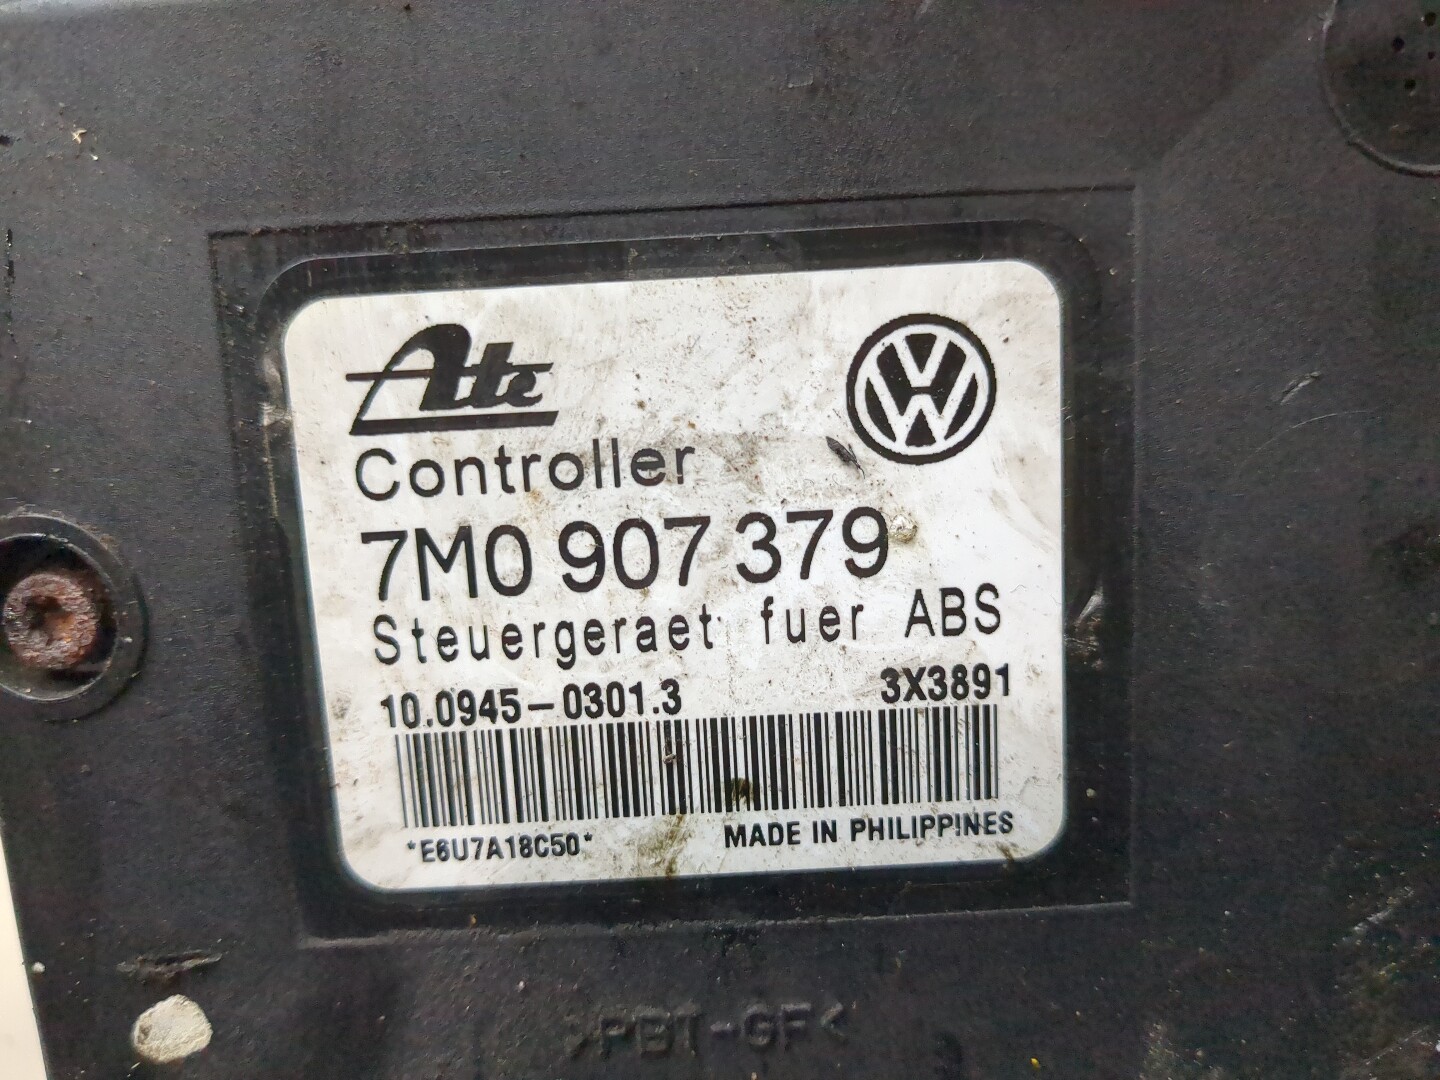 Ate
Controller
7M0 907 379
Steuergeraet fuer ABS
10.0945-0301.3 3X3891
*E6U7A18C50* MADE IN PHILIPPINES
>PBT-GF<